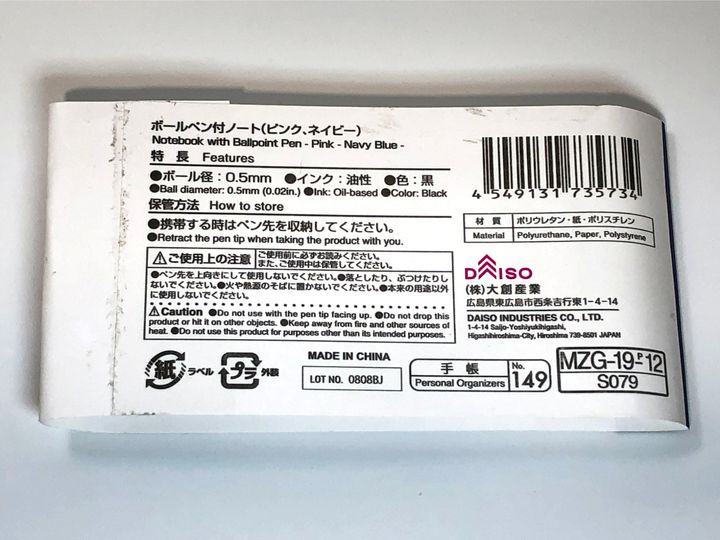 ボールペン付ノート(ピンク、ネイビー)
Notebook with Ballpoint Pen - Pink - Navy Blue -
特 長 Features
●ボール径:0.5mm ●インク:油性 ●色:黒
●Ball diameter: 0.5mm (0.02in.) ●Ink: Oil-based ●Color: Black
保管方法 How to store
●携帯する時はペン先を収納してください。
●Retract the pen tip when taking the product with you.
⚠ご使用上の注意 ご使用前に必ずお読みください。
また、ご使用中は保管してください。
●ペン先を上向きにして使用しないでください。●落としたり、ぶつけたりし
ないでください。●火や熱源のそばに置かないでください。●本来の用途以外
に使用しないでください。
⚠Caution ●Do not use with the pen tip facing up. ●Do not drop this
product or hit it on other objects. ●Keep away from fire and other sources of
heat. ●Do not use this product for purposes other than its intended purposes.
紙 ラベル プラ 外装
MADE IN CHINA
LOT NO. 0808BJ
4 549131 735734
材 質 ポリウレタン・紙・ポリスチレン
Material Polyurethane, Paper, Polystyrene
DAISO
(株)大創産業
広島県東広島市西条吉行東1-4-14
DAISO INDUSTRIES CO., LTD.
1-4-14 Saijo-Yoshiyukihigashi,
Higashihiroshima-City, Hiroshima 739-8501 JAPAN
手 帳
Personal Organizers
No.
149
MZG-19-P-12
S079